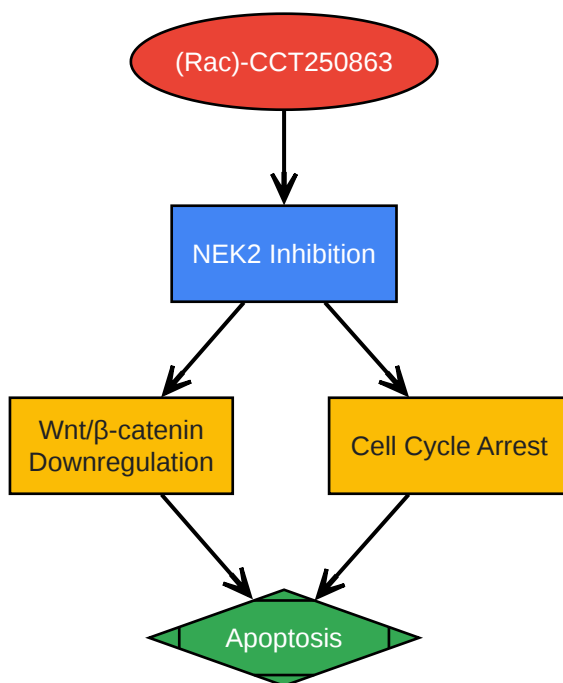 (Rac)-CCT250863
NEK2 Inhibition
Wnt/β-catenin
Downregulation
Cell Cycle Arrest
Apoptosis